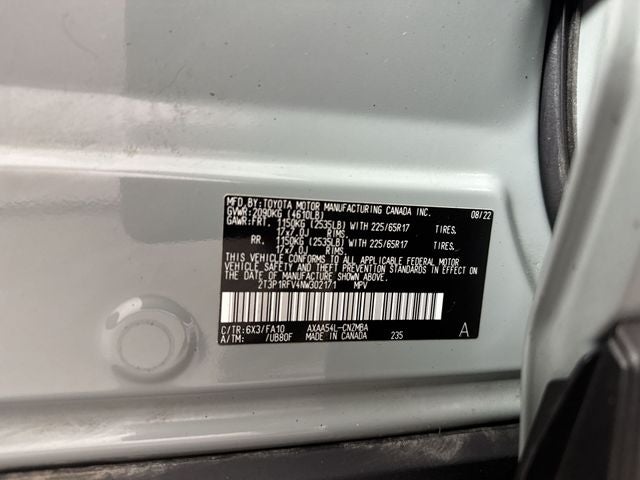 MFD.BY:TOYOTA MOTOR MANUFACTURING CANADA INC. 08/22
GVWR:2090KG (4610LB)
GAWR:FRT. 1150KG (2535LB) WITH 225/65R17 TIRES.
17x7.0J RIMS.
RR. 1150KG (2535LB) WITH 225/65R17 TIRES.
17x7.0J RIMS.
THIS VEHICLE CONFORMS TO ALL APPLICABLE FEDERAL MOTOR
VEHICLE SAFETY AND THEFT PREVENTION STANDARDS IN EFFECT ON
THE DATE OF MANUFACTURE SHOWN ABOVE.
2T3P1RFV4NW302171 MPV
C/TR:6X3/FA10 AXAA54L-CNZMBA A
A/TM: /UB80F MADE IN CANADA 235